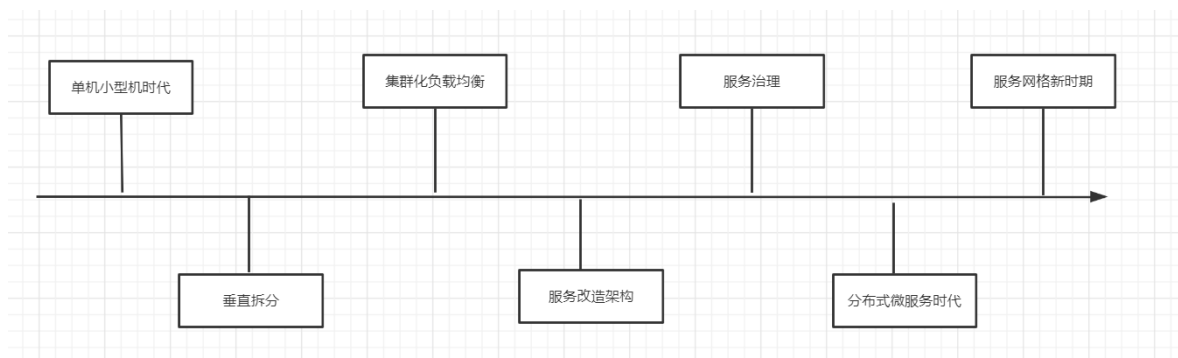 单机小型机时代
集群化负载均衡
服务治理
服务网格新时期
垂直拆分
服务改造架构
分布式微服务时代